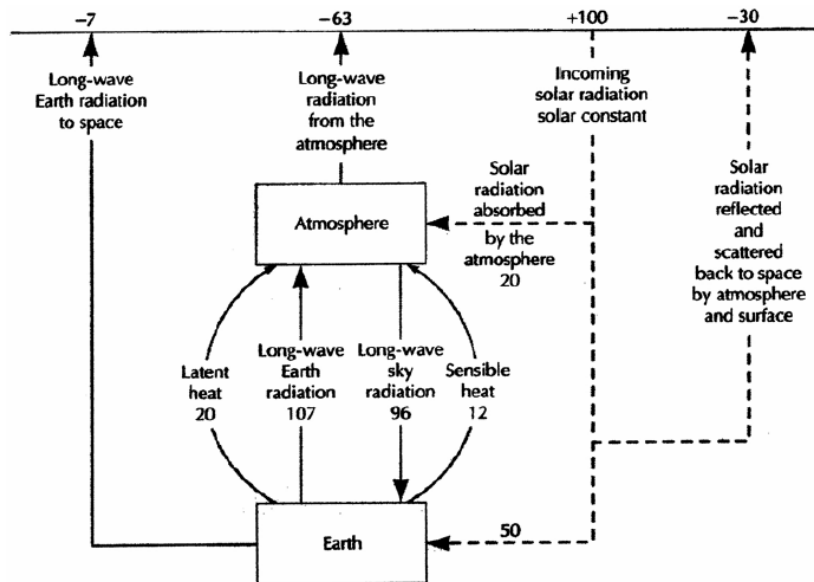 −7
−63
+100
−30
Long-wave
Earth radiation
to space
Long-wave
radiation
from the
atmosphere
Incoming
solar radiation
solar constant
Solar
radiation
absorbed
by the
atmosphere
20
Solar
radiation
reflected
and
scattered
back to space
by atmosphere
and surface
Atmosphere
Latent
heat
20
Long-wave
Earth
radiation
107
Long-wave
sky
radiation
96
Sensible
heat
12
50
Earth